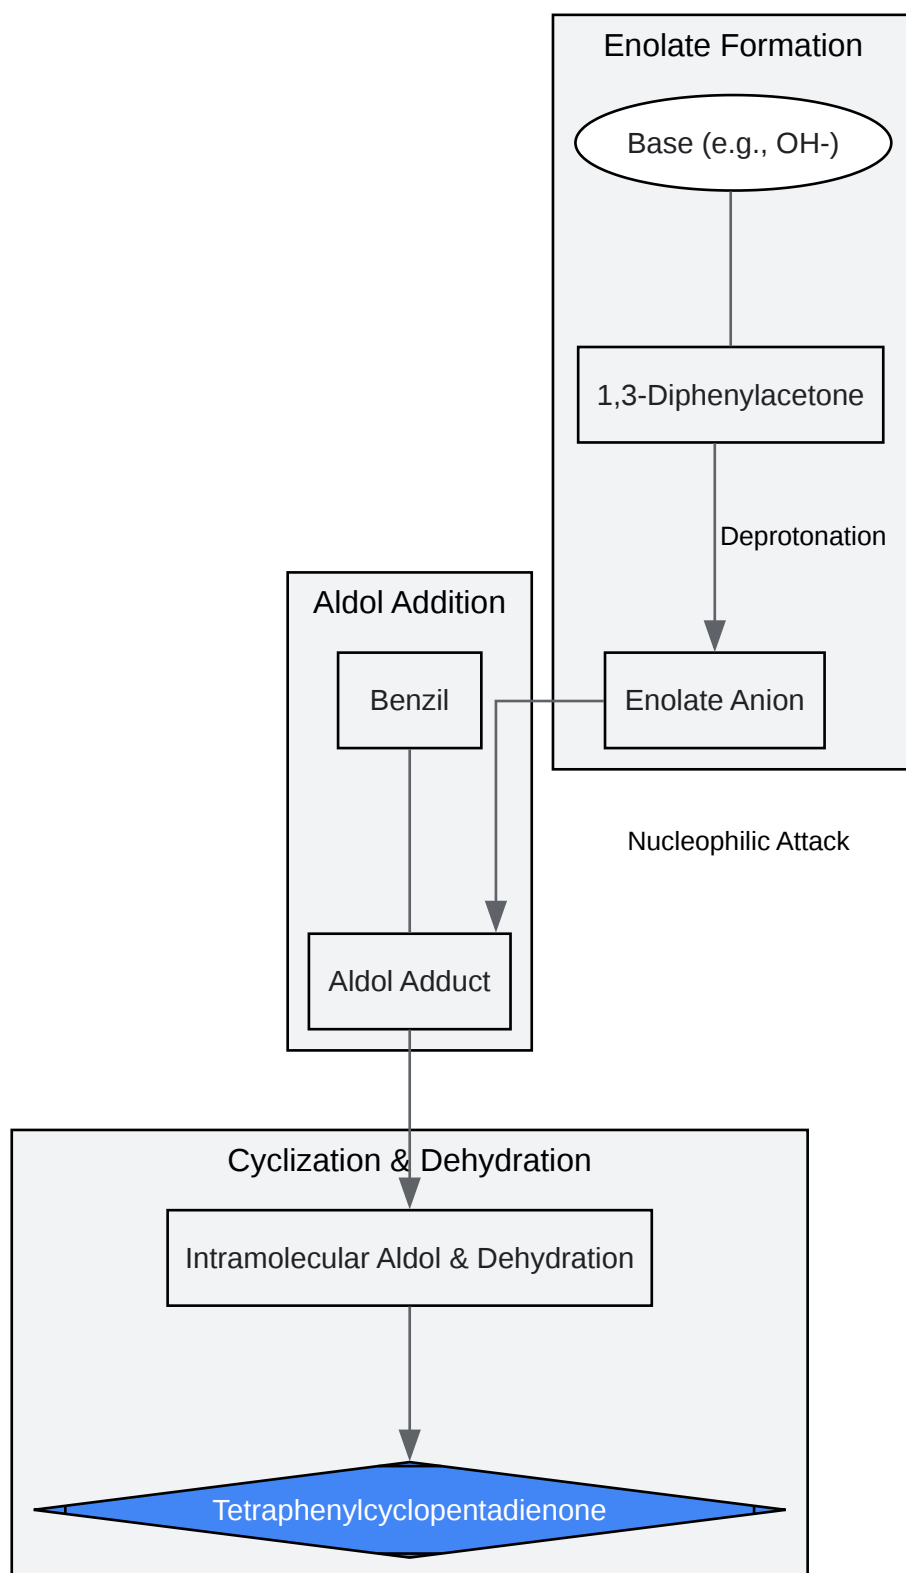 Enolate Formation
Base (e.g., OH-)
1,3-Diphenylacetone
Deprotonation
Aldol Addition
Benzil
Enolate Anion
Nucleophilic Attack
Aldol Adduct
Cyclization & Dehydration
Intramolecular Aldol & Dehydration
Tetraphenylcyclopentadienone